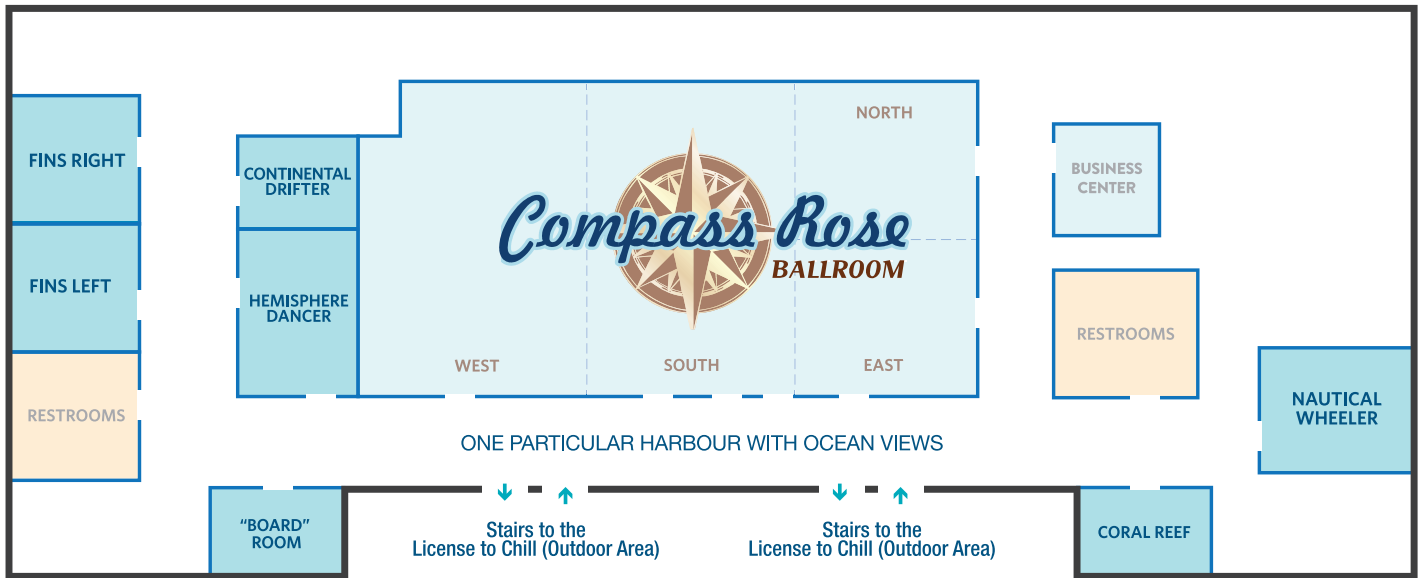 FINS RIGHT
FINS LEFT
RESTROOMS
CONTINENTAL
DRIFTER
HEMISPHERE
DANCER
NORTH
Compass Rose
BALLROOM
WEST
SOUTH
EAST
BUSINESS
CENTER
RESTROOMS
NAUTICAL
WHEELER
ONE PARTICULAR HARBOUR WITH OCEAN VIEWS
"BOARD"
ROOM
Stairs to the
License to Chill (Outdoor Area)
Stairs to the
License to Chill (Outdoor Area)
CORAL REEF